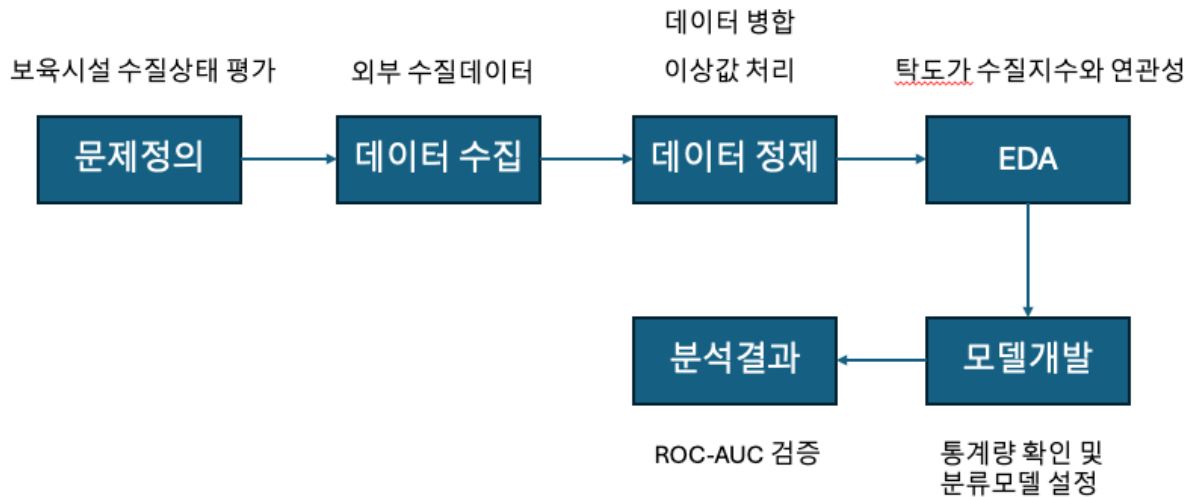 보육시설 수질상태 평가
문제정의
외부 수질데이터
데이터 수집
데이터 병합
이상값 처리
데이터 정제
탁도가 수질지수와 연관성
EDA
모델개발
통계량 확인 및
분류모델 설정
분석결과
ROC-AUC 검증